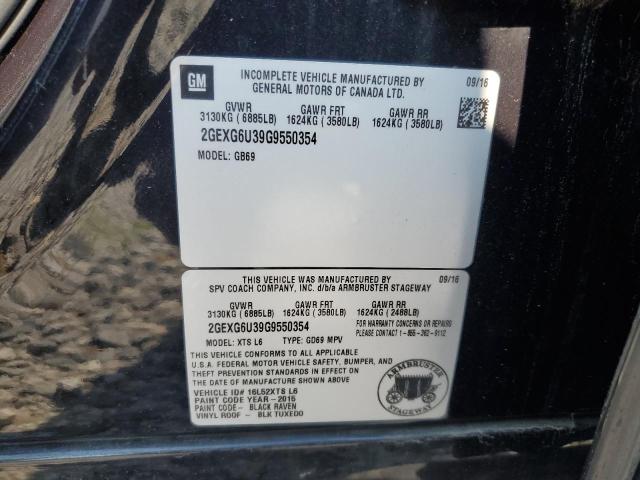 GM
INCOMPLETE VEHICLE MANUFACTURED BY
GENERAL MOTORS OF CANADA LTD.
09/16
GVWR GAWR FRT GAWR RR
3130KG ( 6885LB) 1624KG ( 3580LB) 1624KG ( 3580LB)
2GEXG6U39G9550354
MODEL: GB69
THIS VEHICLE WAS MANUFACTURED BY
SPV COACH COMPANY, INC. d/b/a ARMBRUSTER STAGEWAY
09/16
GVWR GAWR FRT GAWR RR
3130KG ( 6885LB) 1624KG ( 3580LB) 1624KG ( 2488LB)
2GEXG6U39G9550354
FOR WARRANTY CONCERNS OR REPAIRS
PLEASE CONTACT 1 - 855 - 362 - 9112
MODEL: XTS L6 TYPE: GD69 MPV
THIS VEHICLE CONFORMS TO ALL APPLICABLE
U.S.A. FEDERAL MOTOR VEHICLE SAFETY, BUMPER, AND
THEFT PREVENTION STANDARDS IN EFFECT ON THE
DATE OF MANUFACTURE SHOWN ABOVE.
VEHICLE ID# 16L52XTS L6
PAINT CODE YEAR - 2015
PAINT CODE - BLACK RAVEN
VINYL ROOF - BLK TUXEDO
ARMBRUSTER
STAGEWAY